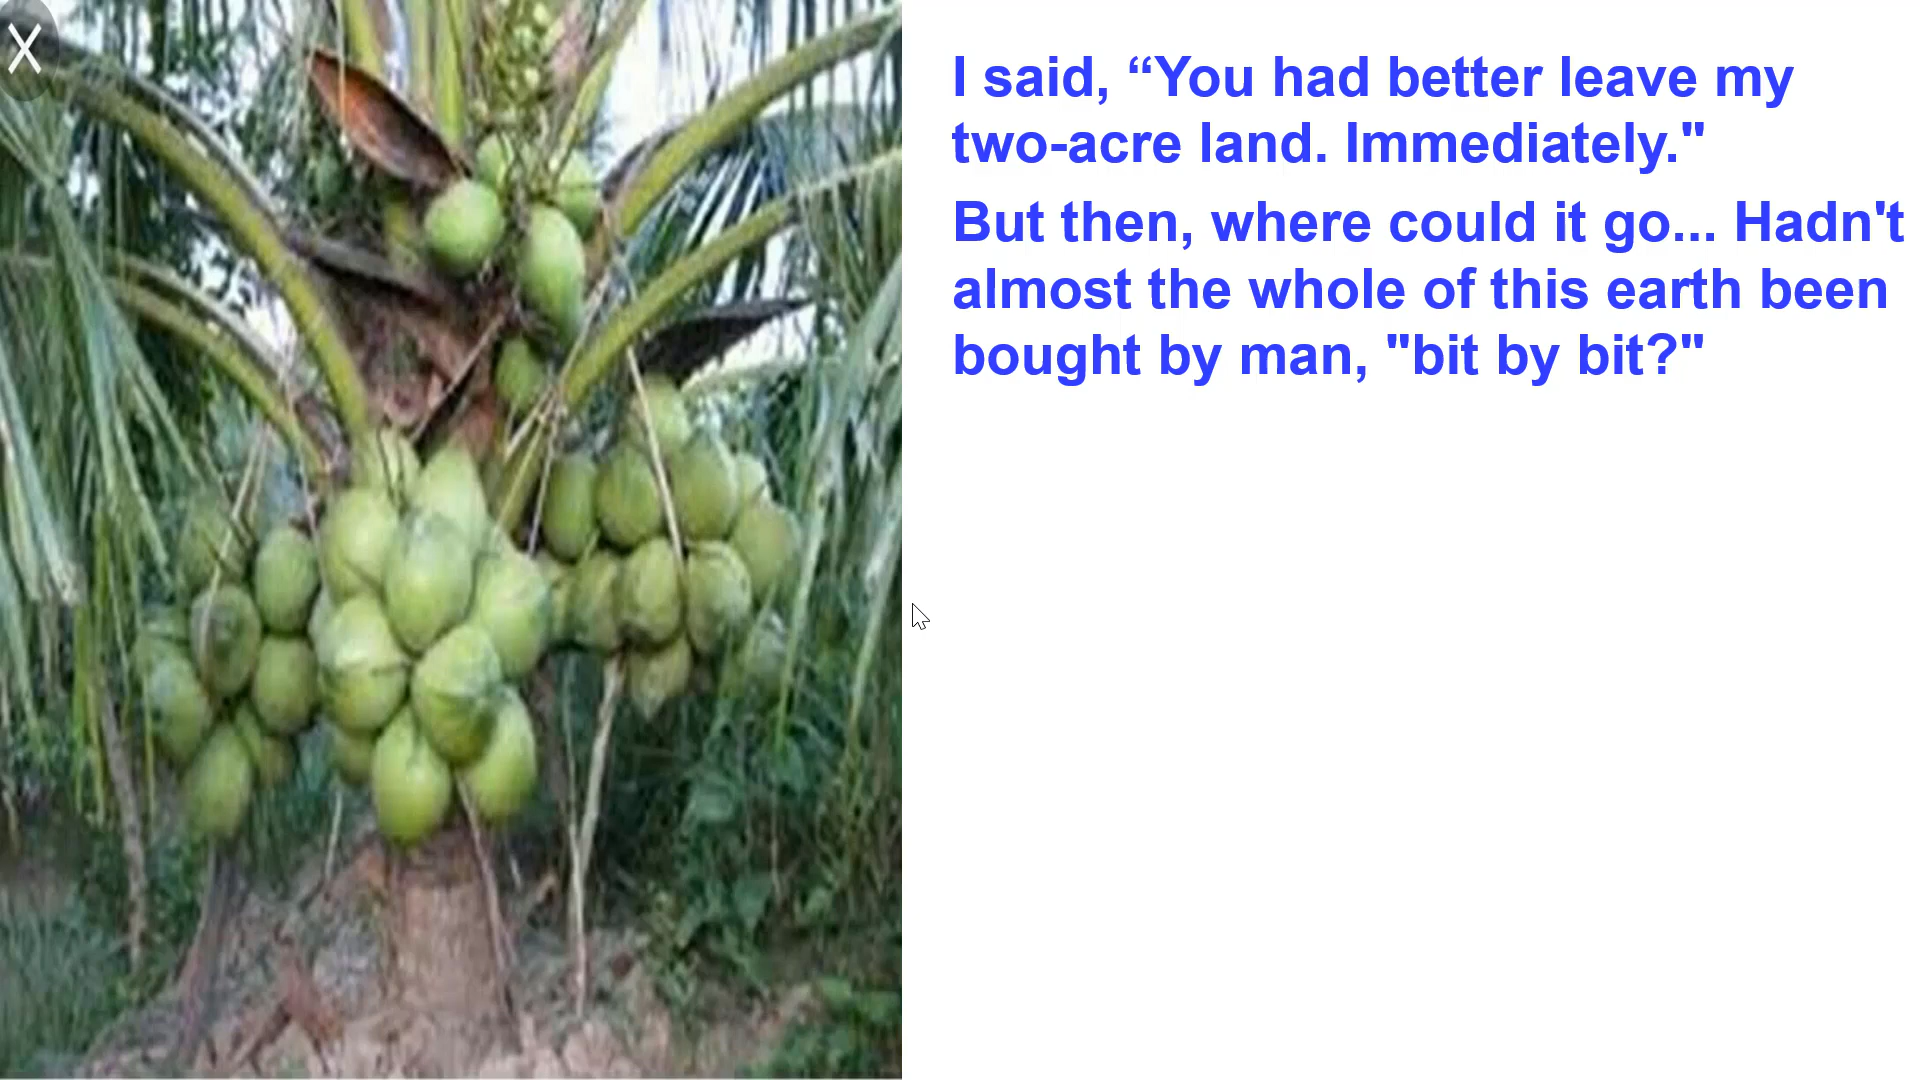 I said, “You had better leave my
two-acre land. Immediately."
But then, where could it go... Hadn't
almost the whole of this earth been
bought by man, "bit by bit?"